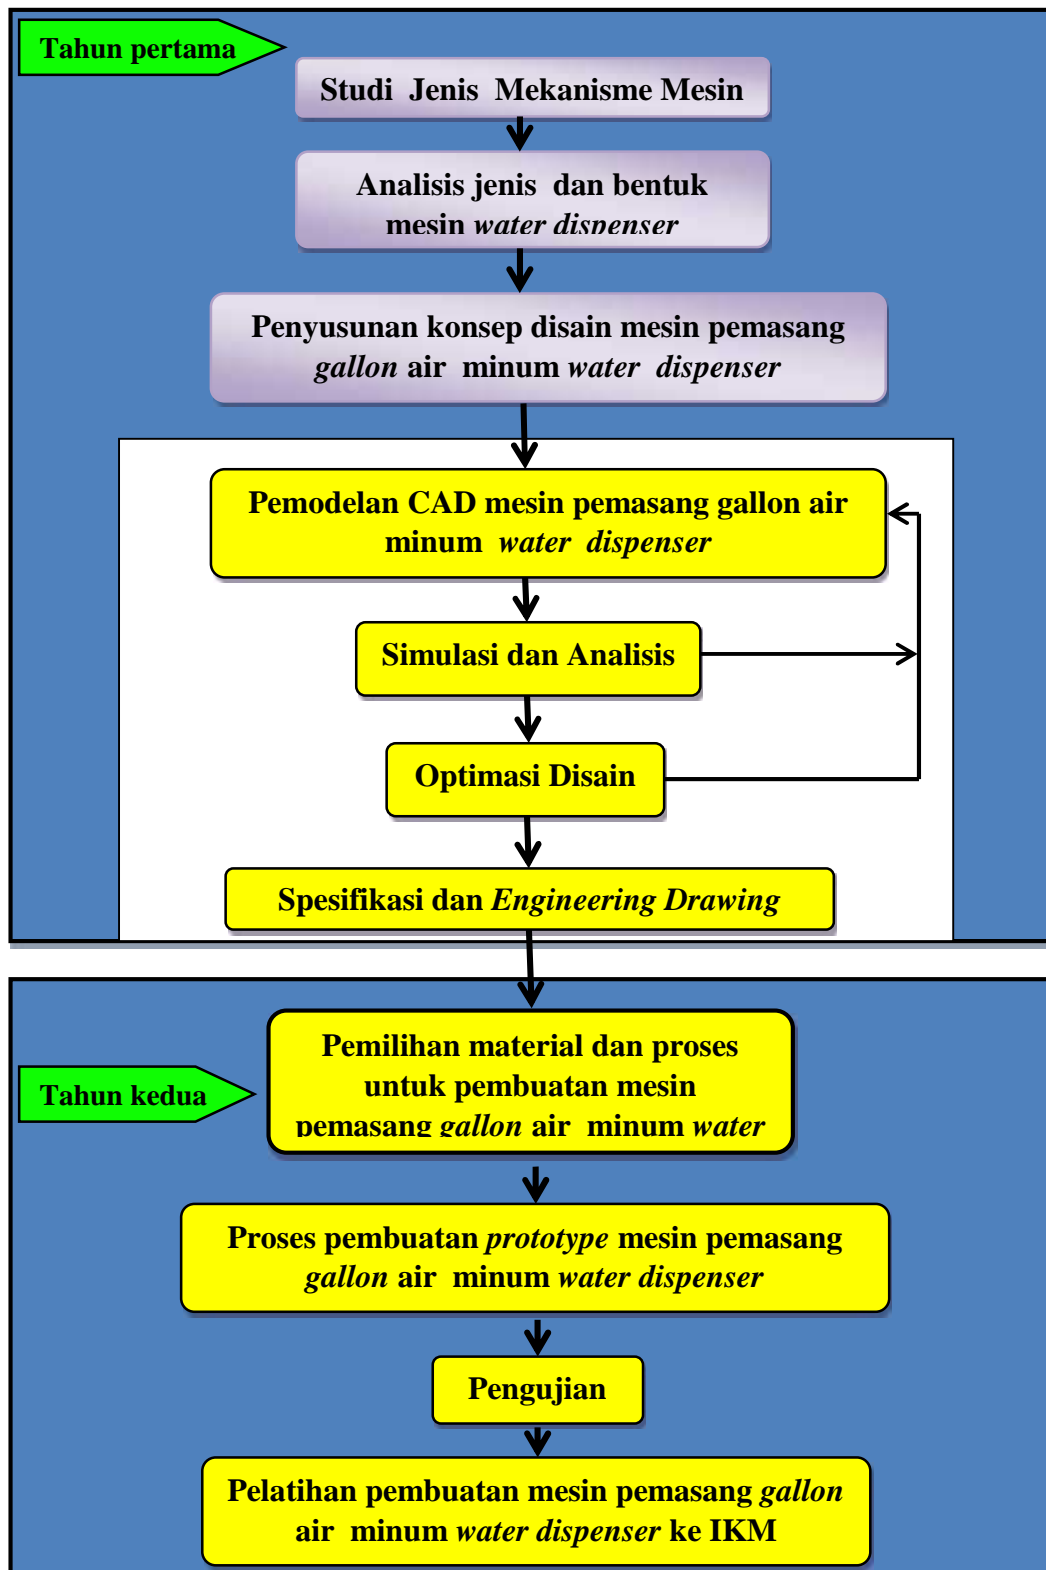 Tahun pertama
Studi Jenis Mekanisme Mesin
Analisis jenis dan bentuk
mesin water dispenser
Penyusunan konsep disain mesin pemasang
gallon air minum water dispenser
Pemodelan CAD mesin pemasang gallon air
minum water dispenser
Simulasi dan Analisis
Optimasi Disain
Spesifikasi dan Engineering Drawing
Tahun kedua
Pemilihan material dan proses
untuk pembuatan mesin
pemasang gallon air minum water
Proses pembuatan prototype mesin pemasang
gallon air minum water dispenser
Pengujian
Pelatihan pembuatan mesin pemasang gallon
air minum water dispenser ke IKM